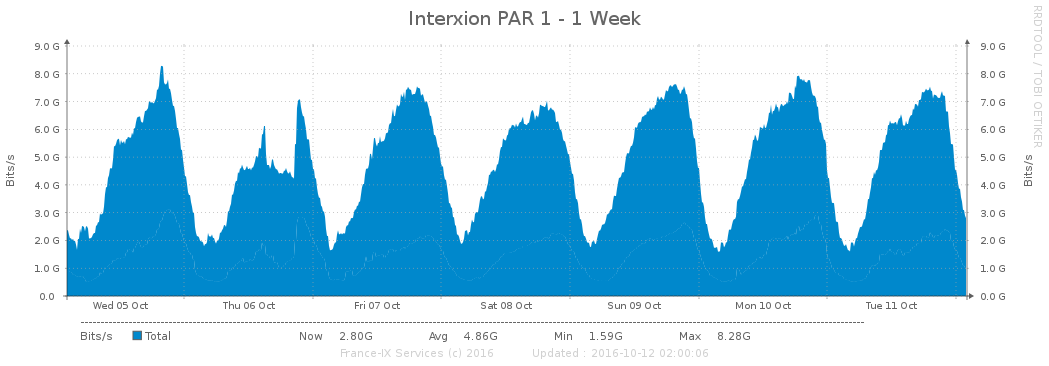 Interxion PAR 1 - 1 Week
RRDTOOL / TOBI OETIKER
Bits/s
9.0 G
8.0 G
7.0 G
6.0 G
5.0 G
4.0 G
3.0 G
2.0 G
1.0 G
0.0
9.0 G
8.0 G
7.0 G
6.0 G
5.0 G
4.0 G
3.0 G
2.0 G
1.0 G
0.0 G
Bits/s
Wed 05 Oct Thu 06 Oct Fri 07 Oct Sat 08 Oct Sun 09 Oct Mon 10 Oct Tue 11 Oct
Bits/s Total Now 2.80G Avg 4.86G Min 1.59G Max 8.28G
France-IX Services (c) 2016 Updated : 2016-10-12 02:00:06